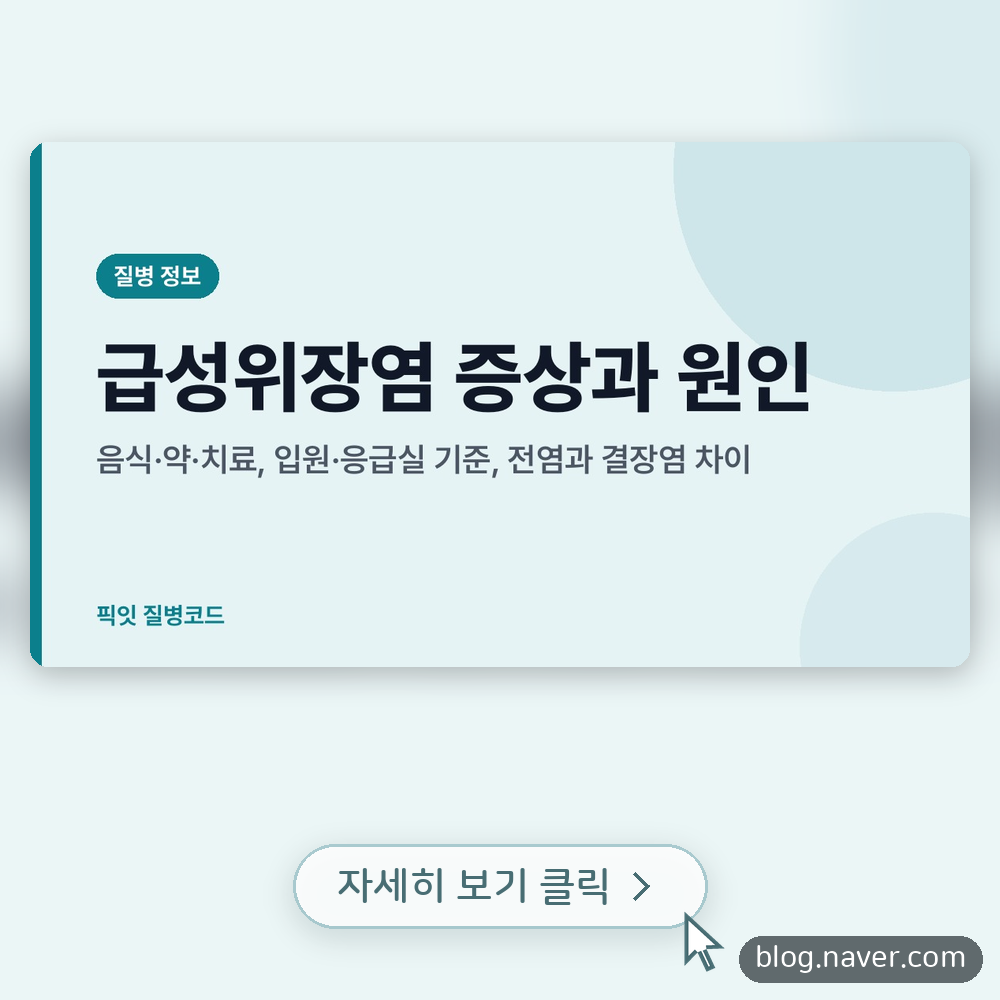 질병 정보
급성위장염 증상과 원인
음식·약·치료, 입원·응급실 기준, 전염과 결장염 차이
픽잇 질병코드
자세히 보기 클릭
blog.naver.com